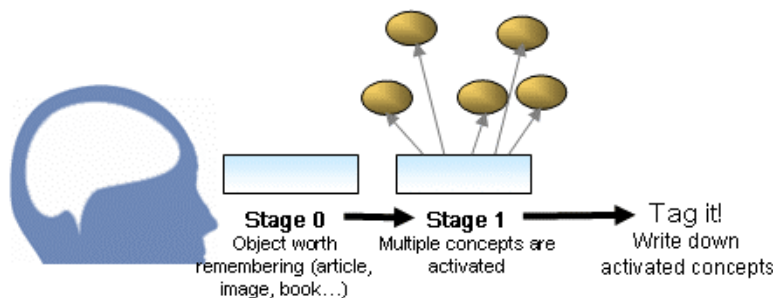 Stage 0
Object worth
remembering (article,
image, book...)
Stage 1
Multiple concepts are
activated
Tag it!
Write down
activated concepts